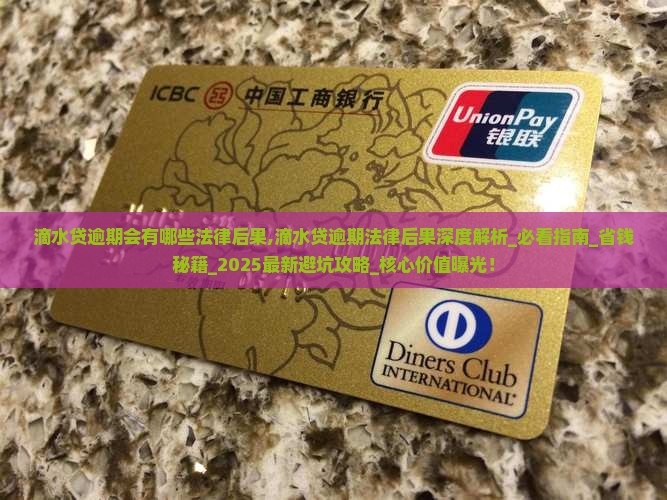 ICBC 中国工商银行
UnionPay
银联
滴水贷逾期会有哪些法律后果,滴水贷逾期法律后果深度解析_必看指南_省钱
秘籍_2025最新避坑攻略_核心价值曝光!
Diners Club
INTERNATIONAL